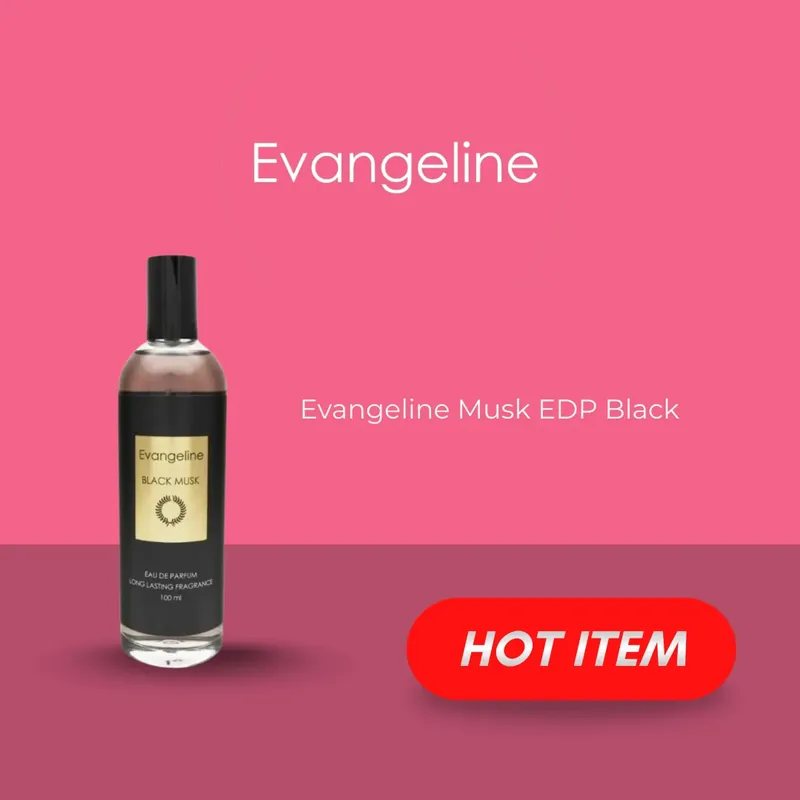 Evangeline
Evangeline Musk EDP Black
Evangeline
BLACK MUSK
EAU DE PARFUM
LONG LASTING FRAGRANCE
100 ml
HOT ITEM